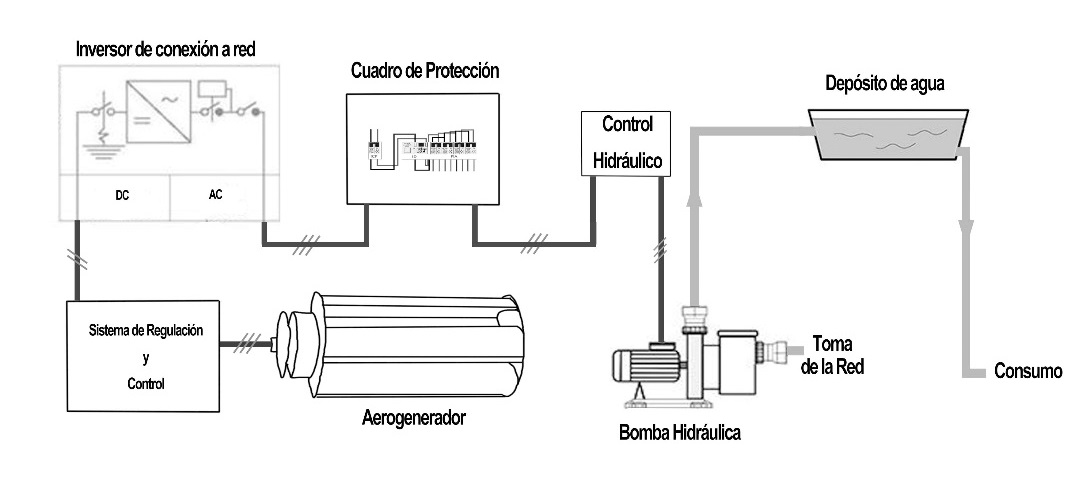 Inversor de conexión a red
Cuadro de Protección
Control
Hidráulico
Depósito de agua
DC
AC
Sistema de Regulación
y
Control
Aerogenerador
Bomba Hidráulica
Toma
de la Red
Consumo